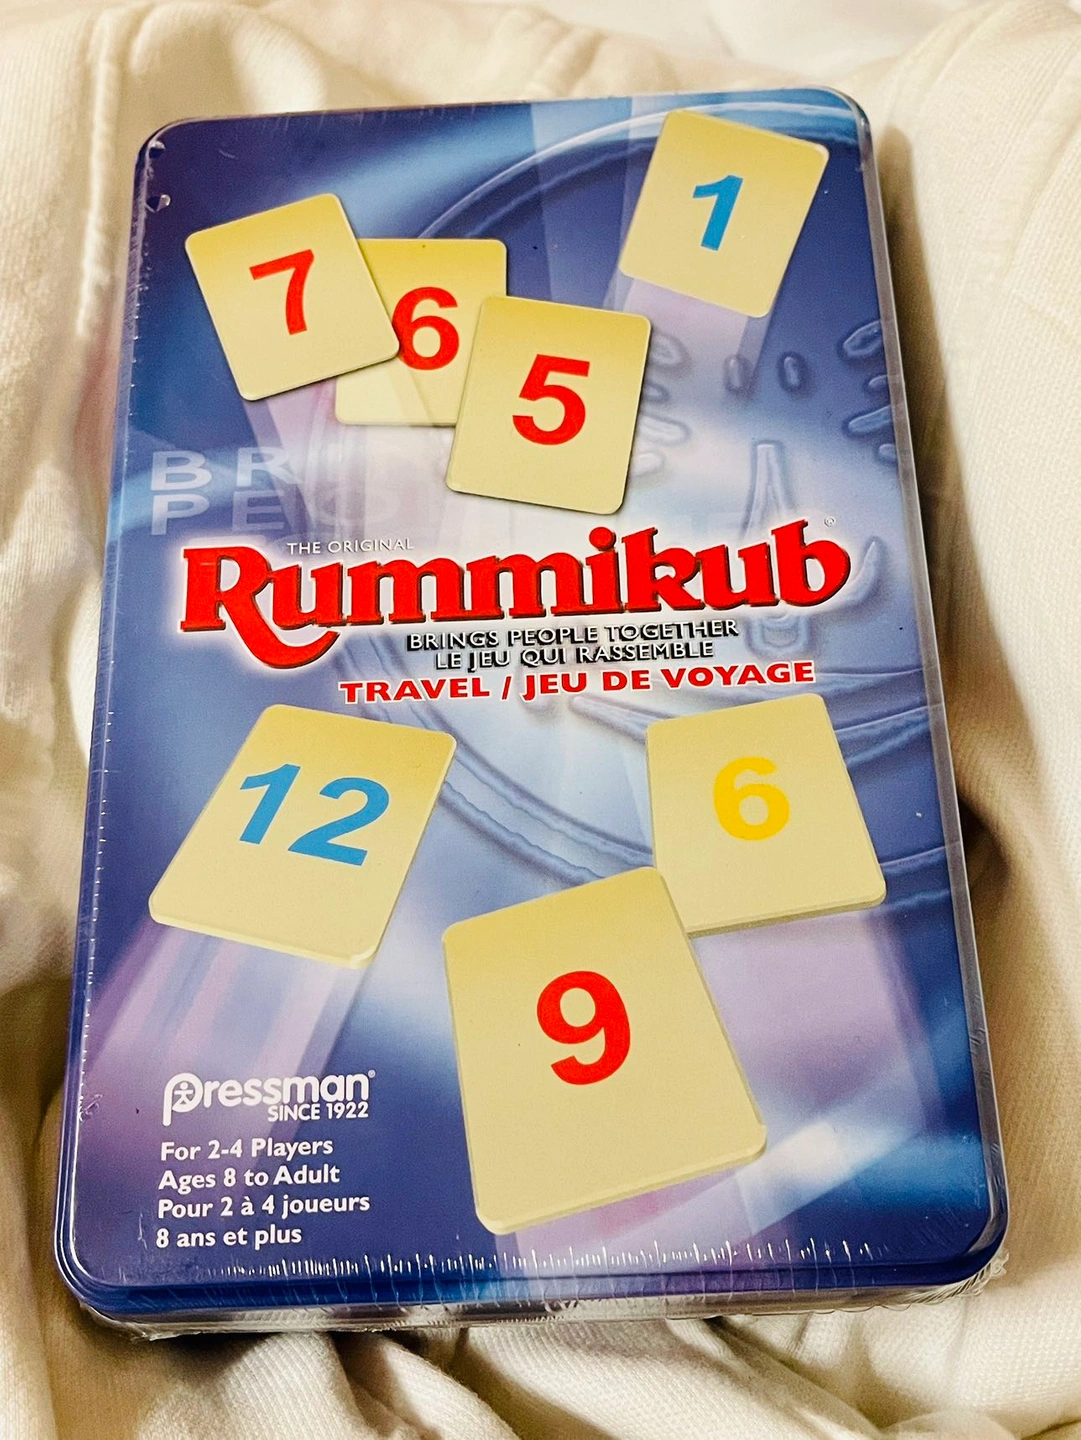 1
7
6
5
BR
PEO
THE ORIGINAL
Rummikub®
BRINGS PEOPLE TOGETHER
LE JEU QUI RASSEMBLE
TRAVEL / JEU DE VOYAGE
12
6
9
pressman®
SINCE 1922
For 2-4 Players
Ages 8 to Adult
Pour 2 à 4 joueurs
8 ans et plus